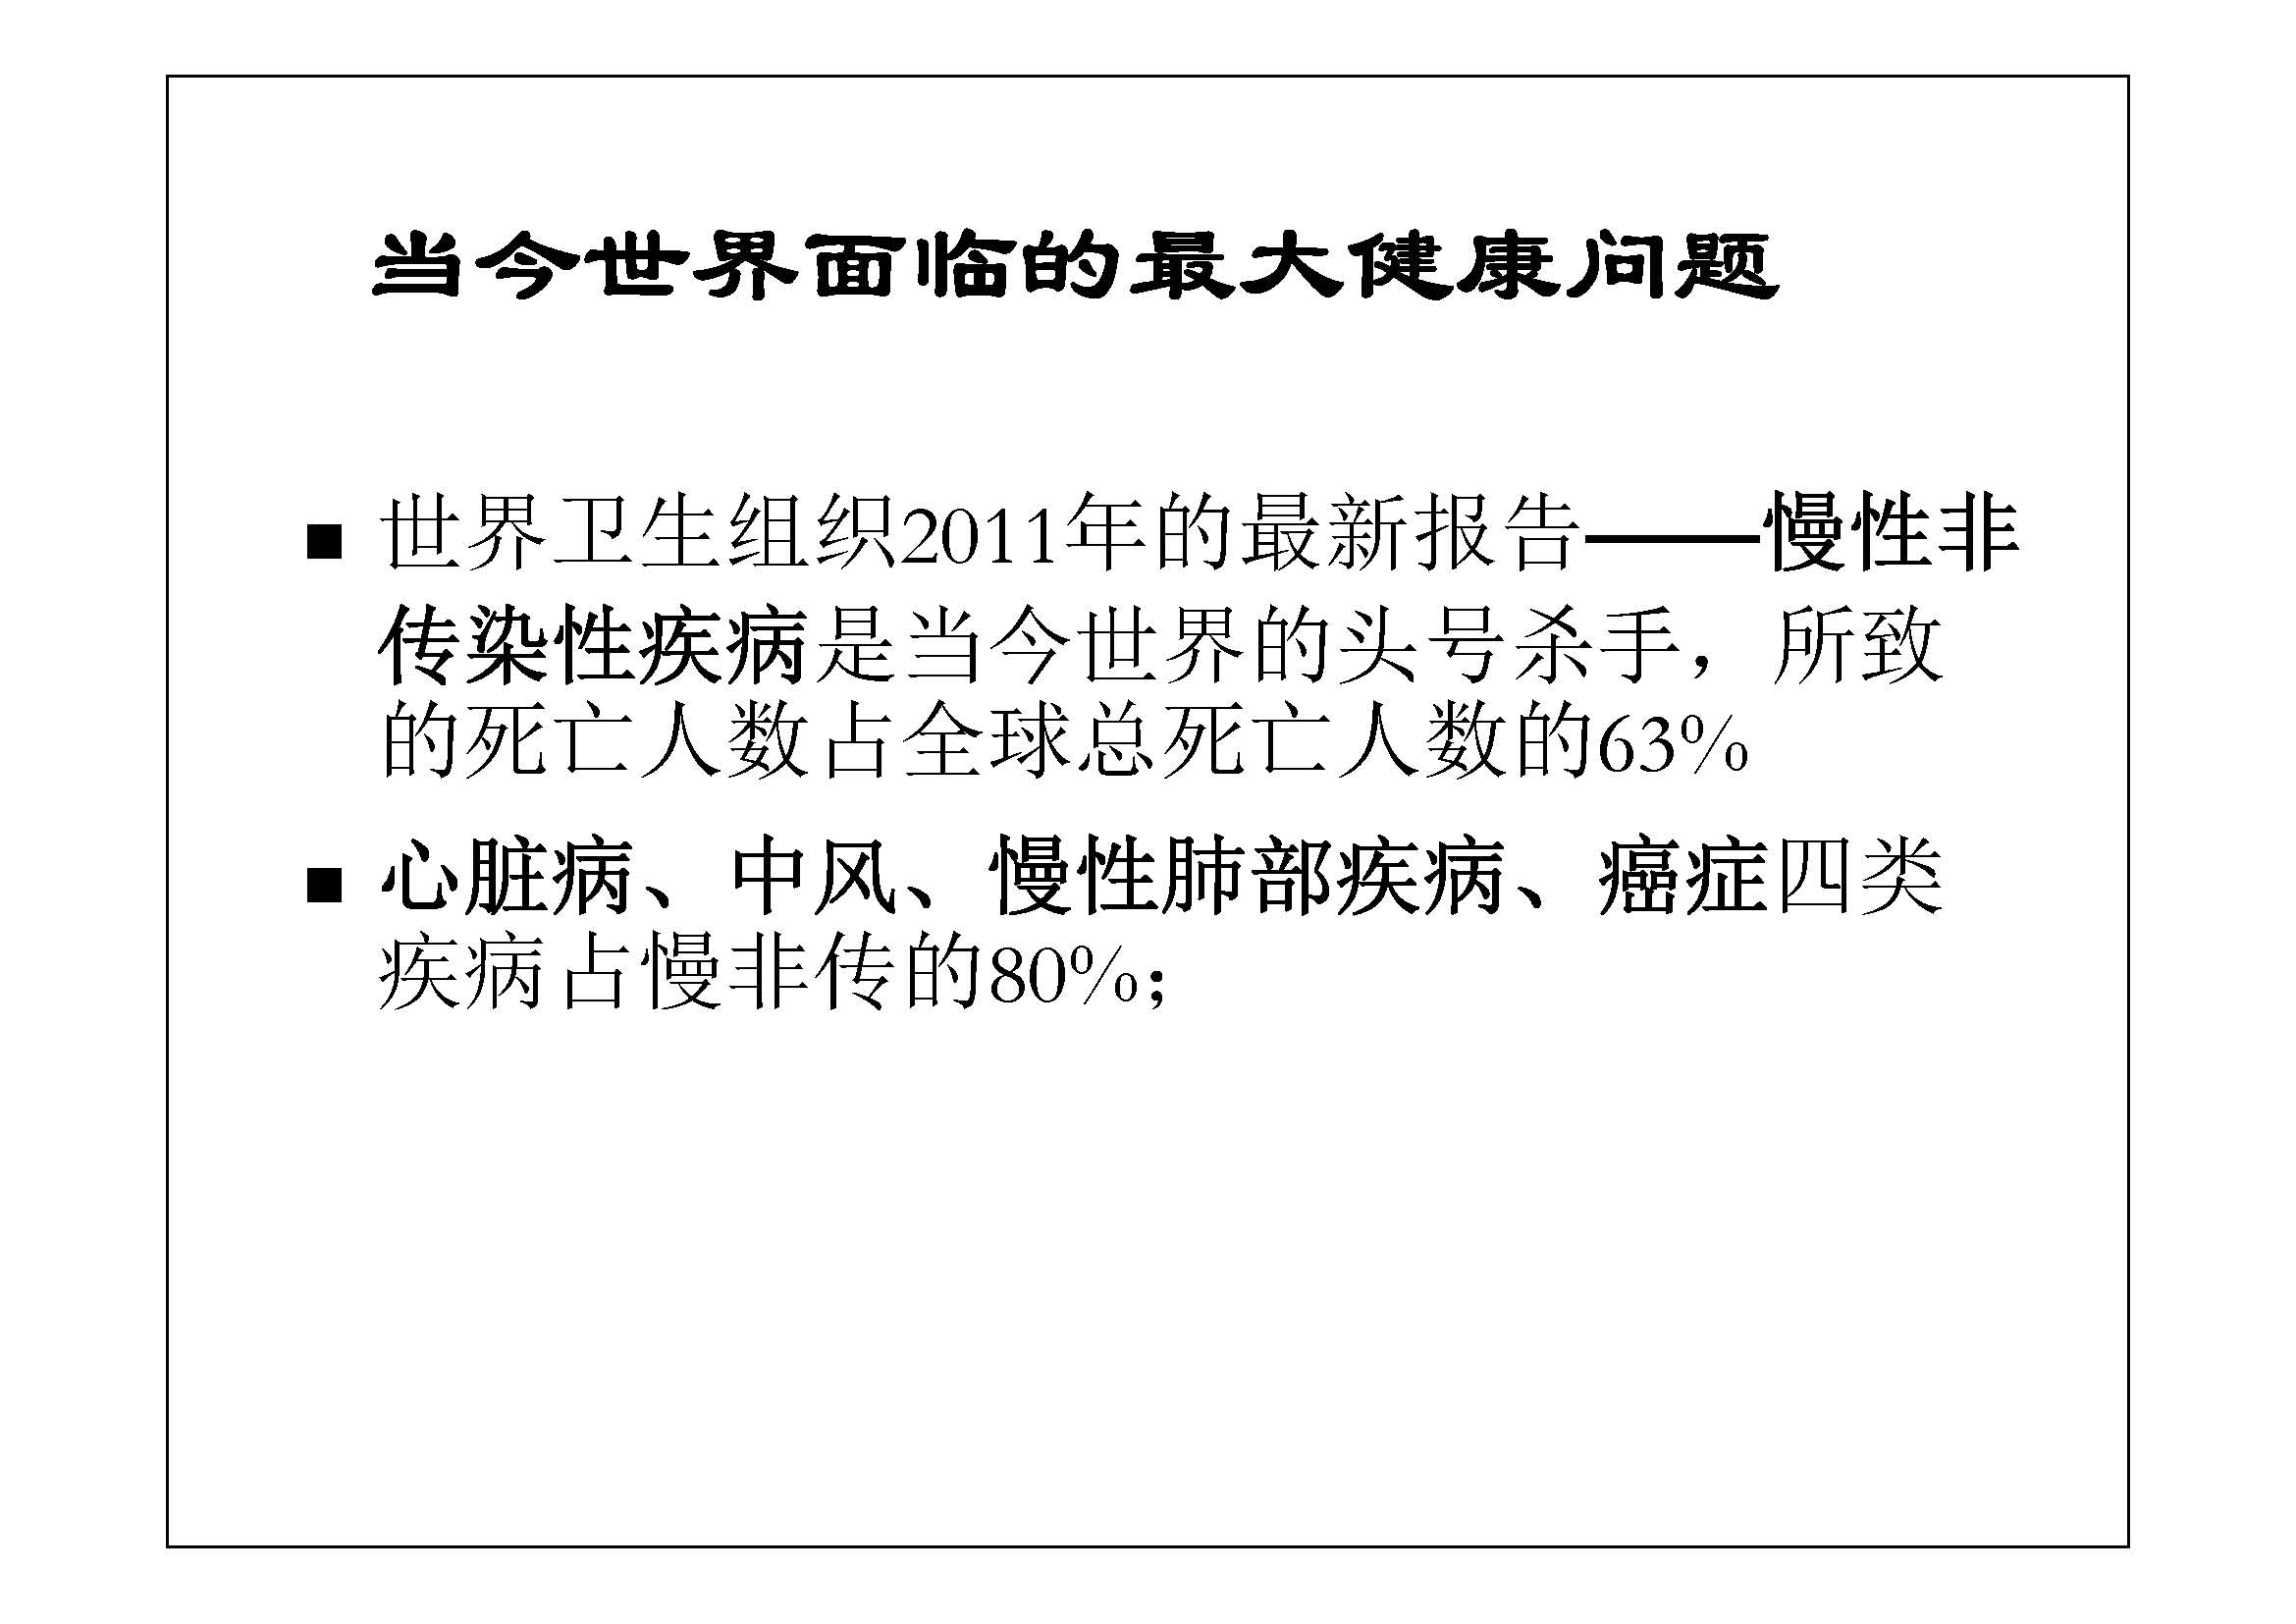 当今世界面临的最大健康问题
■ 世界卫生组织2011年的最新报告——慢性非
传染性疾病是当今世界的头号杀手，所致
的死亡人数占全球总死亡人数的63%
■ 心脏病、中风、慢性肺部疾病、癌症四类
疾病占慢非传的80%；